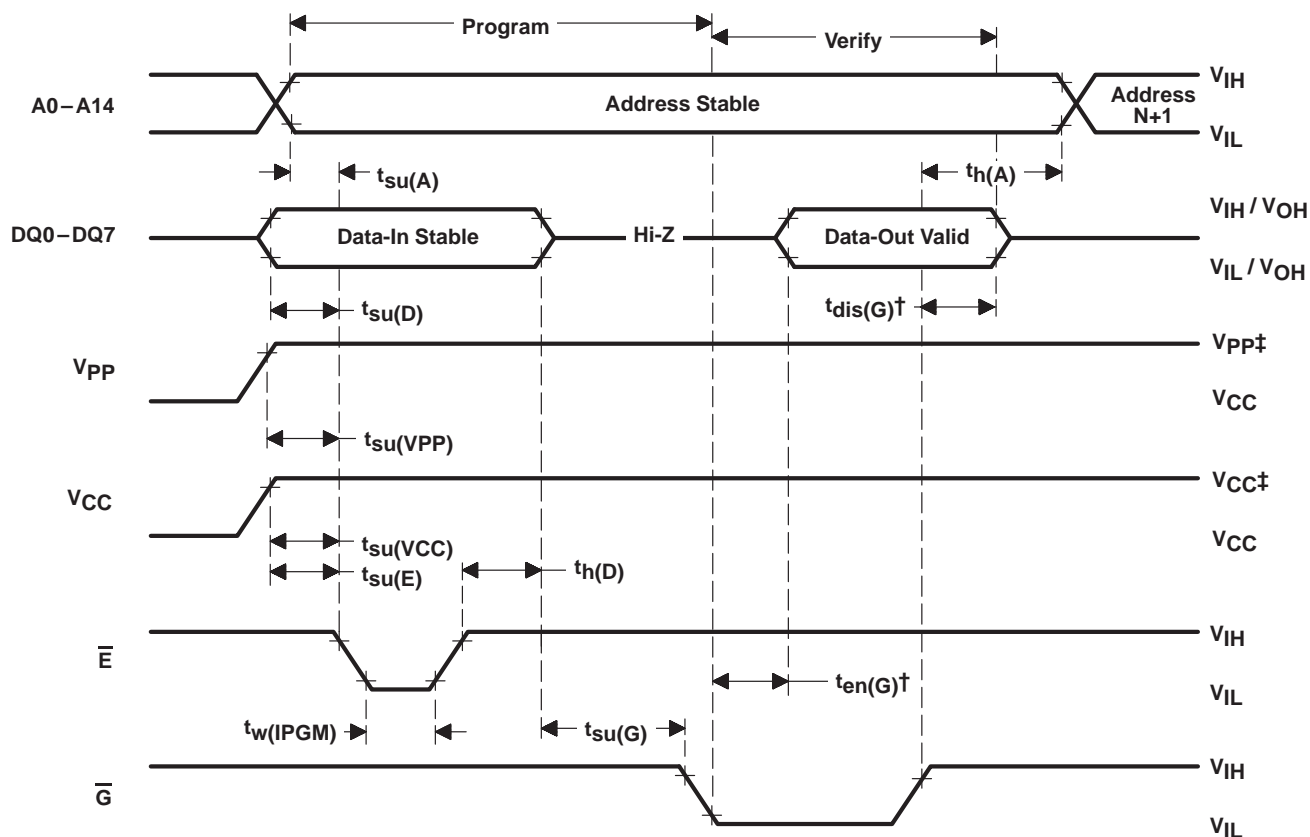 Program
Verify
A0–A14
Address Stable
Address
N+1
VIH
VIL
tsu(A)
th(A)
DQ0–DQ7
Data-In Stable
Hi-Z
Data-Out Valid
VIH / VOH
VIL / VOH
tsu(D)
tdis(G)†
VPP
VPP‡
VCC
tsu(VPP)
VCC
VCC‡
VCC
tsu(VCC)
tsu(E)
th(D)
E
VIH
VIL
ten(G)†
tw(IPGM)
tsu(G)
G
VIH
VIL